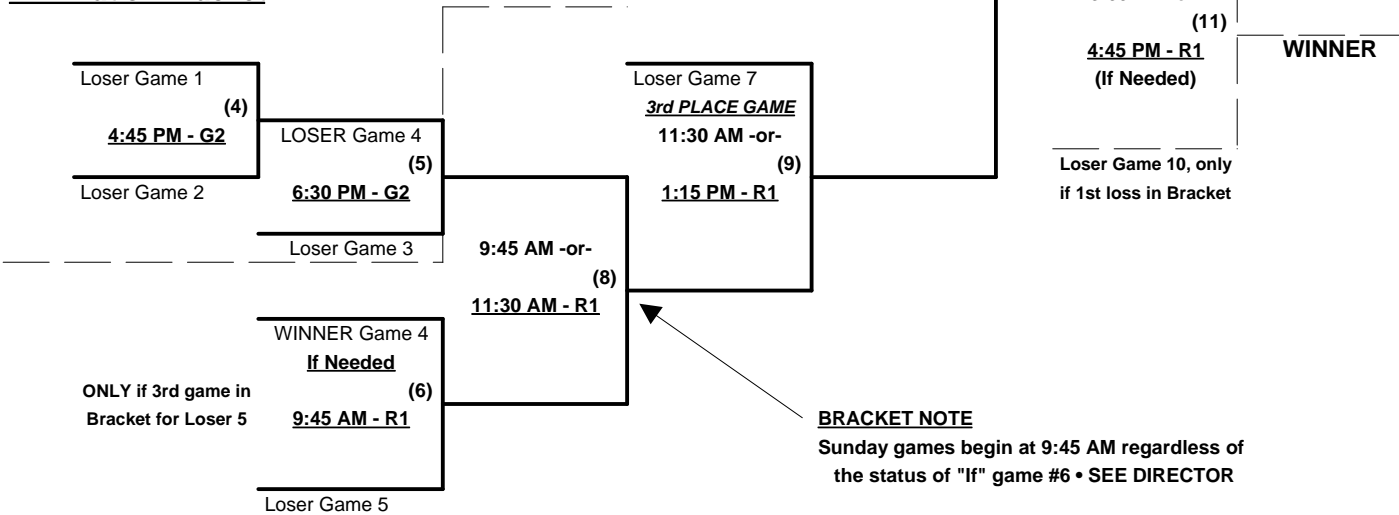 (11)
4:45 PM - R1
(If Needed)
WINNER
Loser Game 10, only
if 1st loss in Bracket
Loser Game 1
(4)
4:45 PM - G2
Loser Game 2
LOSER Game 4
(5)
6:30 PM - G2
Loser Game 3
Loser Game 7
3rd PLACE GAME
11:30 AM -or-
(9)
1:15 PM - R1
9:45 AM -or-
(8)
11:30 AM - R1
WINNER Game 4
If Needed
(6)
9:45 AM - R1
Loser Game 5
ONLY if 3rd game in
Bracket for Loser 5
BRACKET NOTE
Sunday games begin at 9:45 AM regardless of
the status of "If" game #6 • SEE DIRECTOR